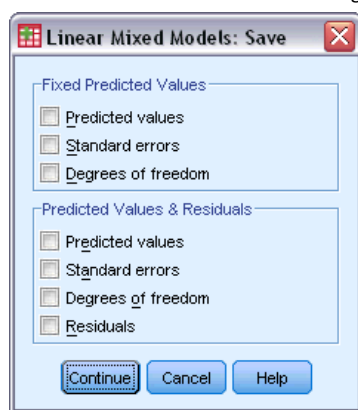 Linear Mixed Models: Save
Fixed Predicted Values
Predicted values
Standard errors
Degrees of freedom
Predicted Values & Residuals
Predicted values
Standard errors
Degrees of freedom
Residuals
Continue Cancel Help